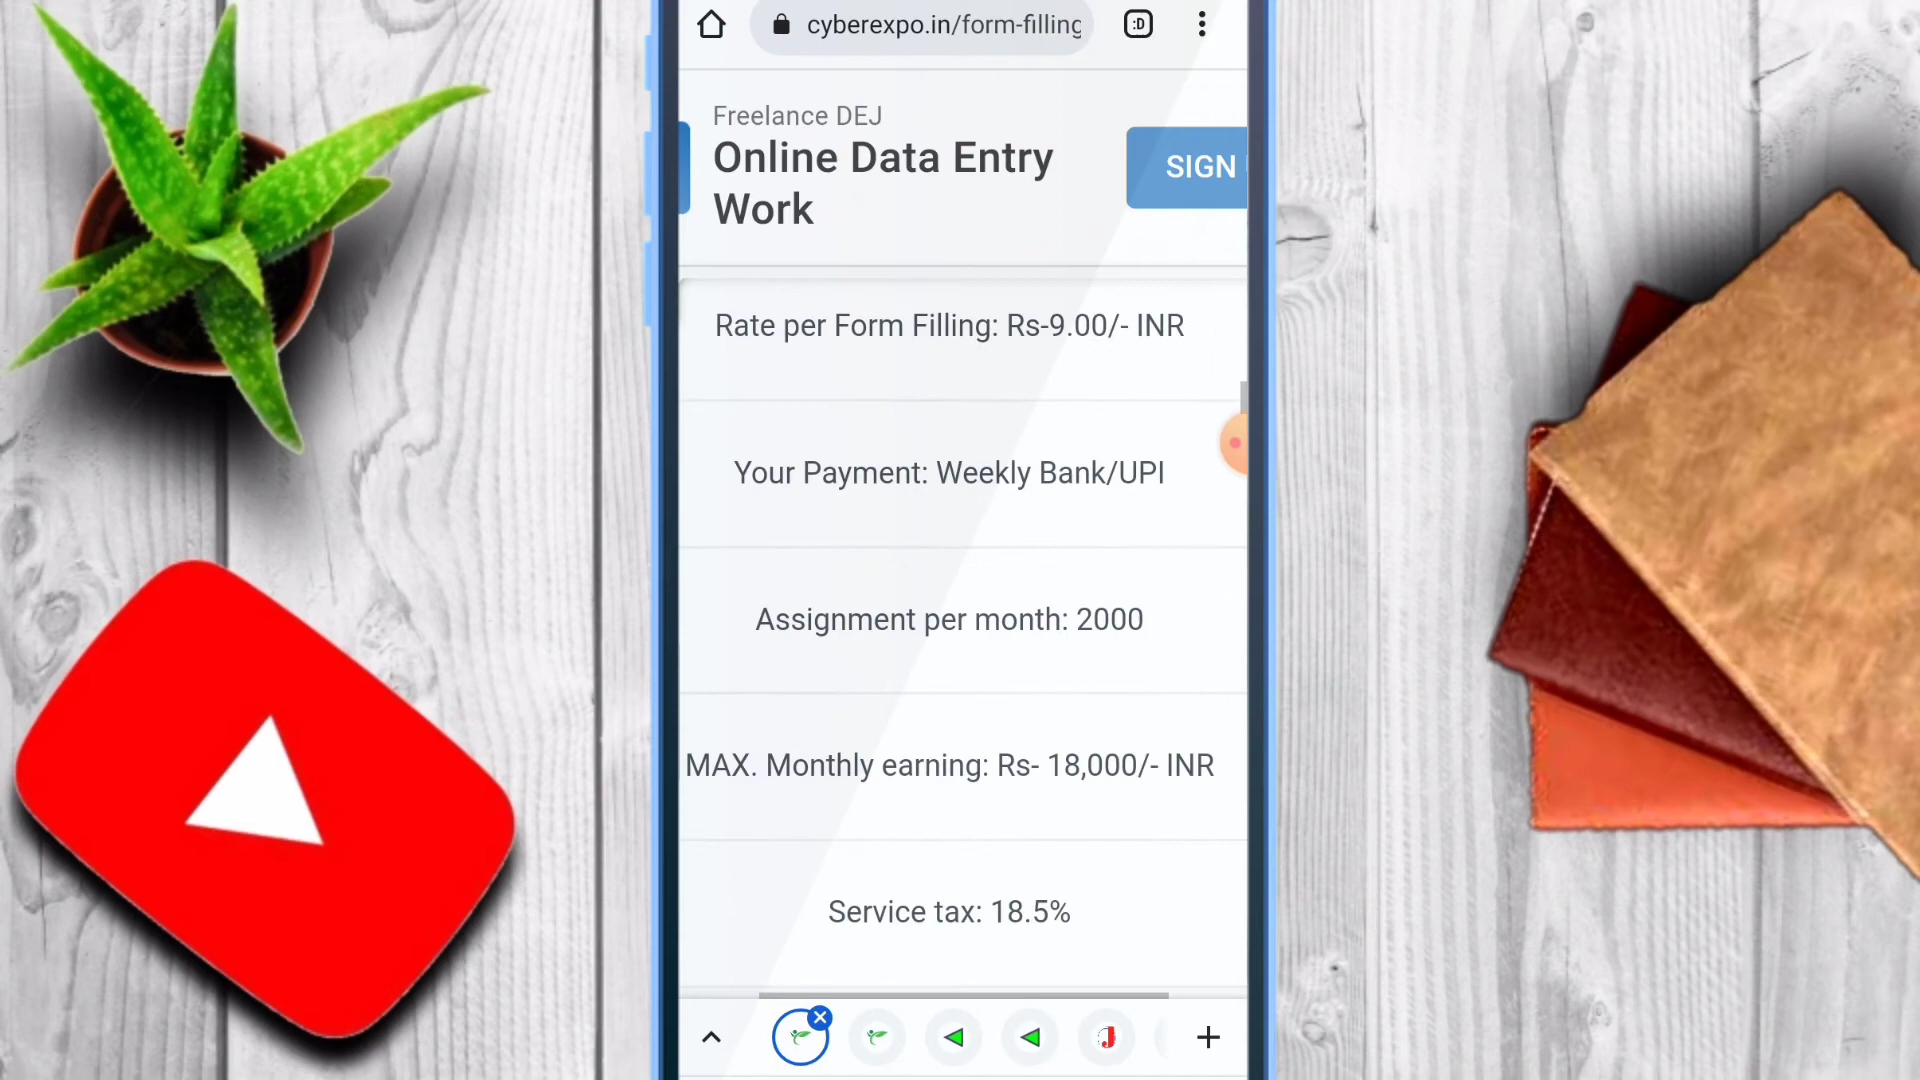 cyberexpo.in/form-filling
:D
Freelance DEJ
Online Data Entry
Work
SIGN
Rate per Form Filling: Rs-9.00/- INR
Your Payment: Weekly Bank/UPI
Assignment per month: 2000
MAX. Monthly earning: Rs- 18,000/- INR
Service tax: 18.5%